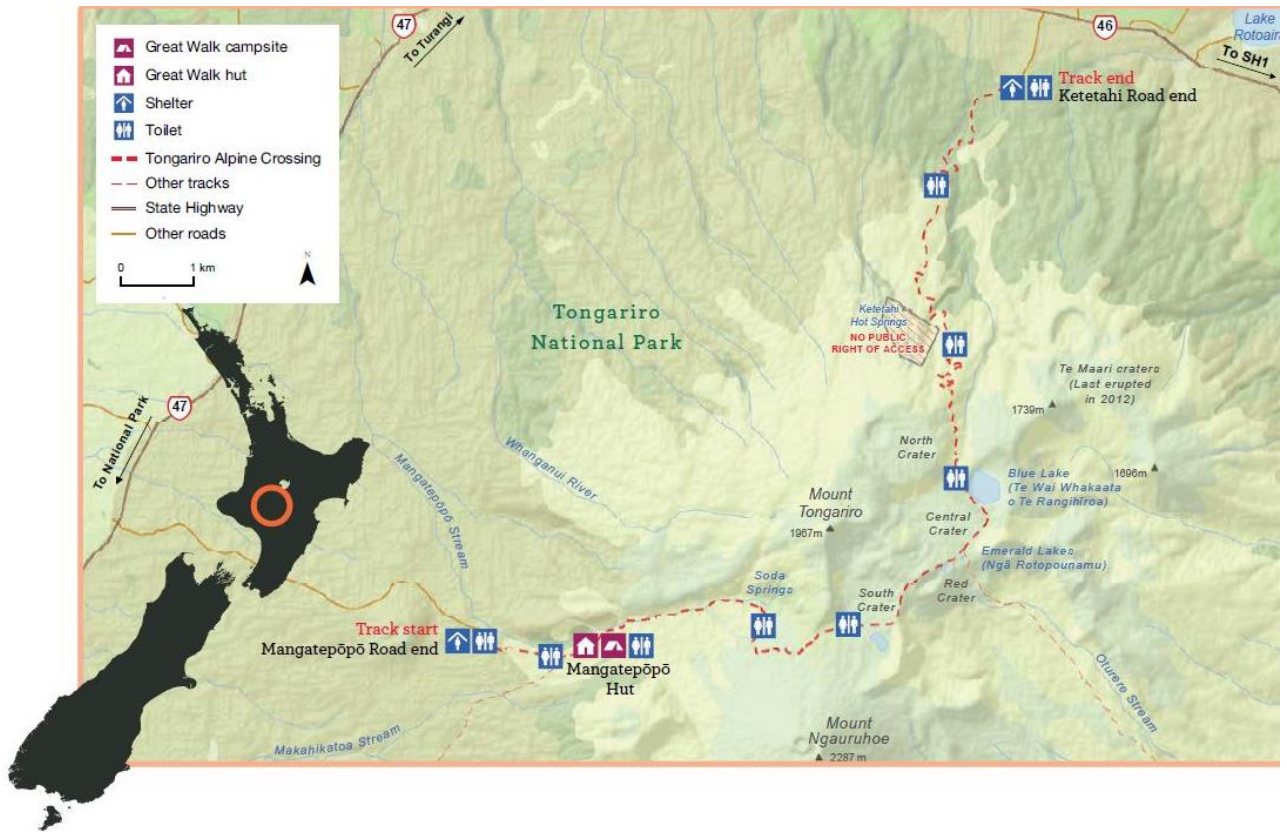 Great Walk campsite
Great Walk hut
Shelter
Toilet
Tongariro Alpine Crossing
Other tracks
State Highway
Other roads
0 1 km
N
47
To Turangi
46
Lake
Rotoaira
To SH1
Track end
Ketetahi Road end
Tongariro
National Park
Ketetahi
Hot Springs
NO PUBLIC
RIGHT OF ACCESS
Te Maari craters
(Last erupted
in 2012)
1739m
47
To National Park
Mangatepōpō Stream
Whanganui River
North
Crater
1696m
Blue Lake
(Te Wai Whakaata
o Te Rangihīroa)
Mount
Tongariro
1967m
Central
Crater
Emerald Lakes
(Ngā Rotopounamu)
Soda
Springs
South
Crater
Red
Crater
Track start
Mangatepōpō Road end
Mangatepōpō
Hut
Oturere Stream
Makahikatoa Stream
Mount
Ngauruhoe
2287 m